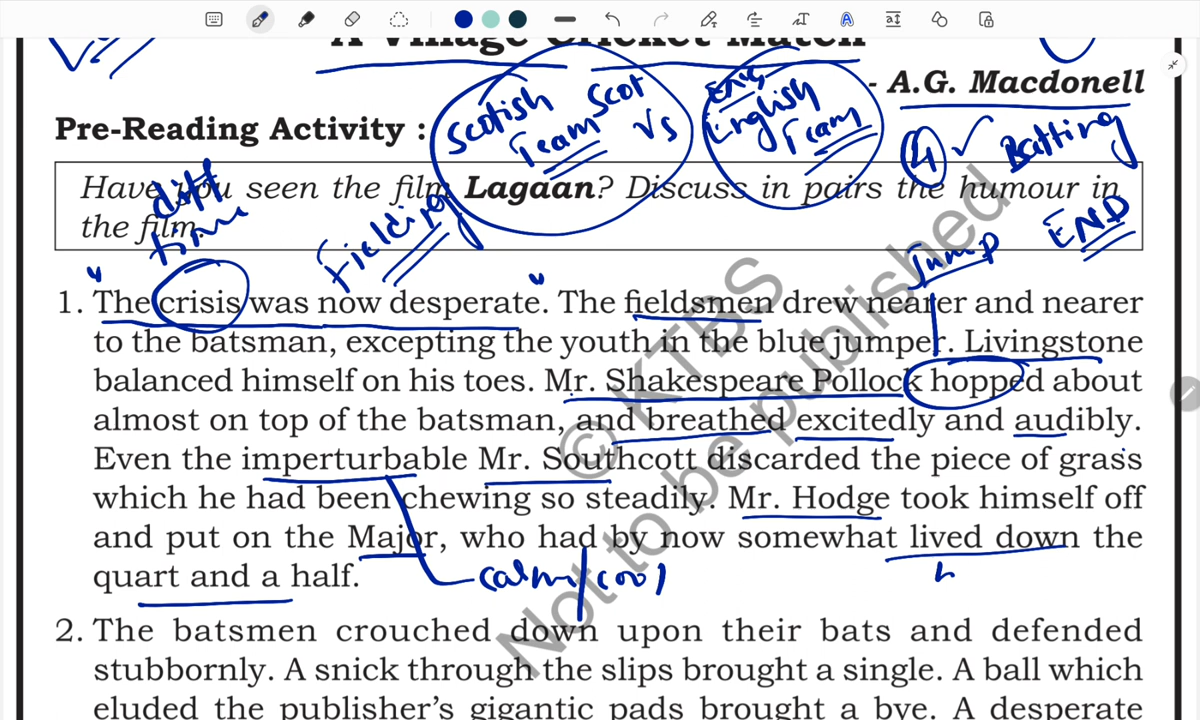 A Village Cricket Match
- A.G. Macdonell
Pre-Reading Activity :
Scotish
Team
Scot
Vs
Eng
English
Team
4
Batting
END
Have you seen the film Lagaan? Discuss in pairs the humour in
the film.
diff
time
Fielding
Jump
1. "The crisis was now desperate". The fieldsmen drew nearer and nearer
to the batsman, excepting the youth in the blue jumper. Livingstone
balanced himself on his toes. Mr. Shakespeare Pollock hopped about
almost on top of the batsman, and breathed excitedly and audibly.
Even the imperturbable Mr. Southcott discarded the piece of grass
which he had been chewing so steadily. Mr. Hodge took himself off
and put on the Major, who had by now somewhat lived down the
quart and a half.
calm/cool
2. The batsmen crouched down upon their bats and defended
stubbornly. A snick through the slips brought a single. A ball which
eluded the publisher's gigantic pads brought a bye. A desperate
© KTBS
Not to be published